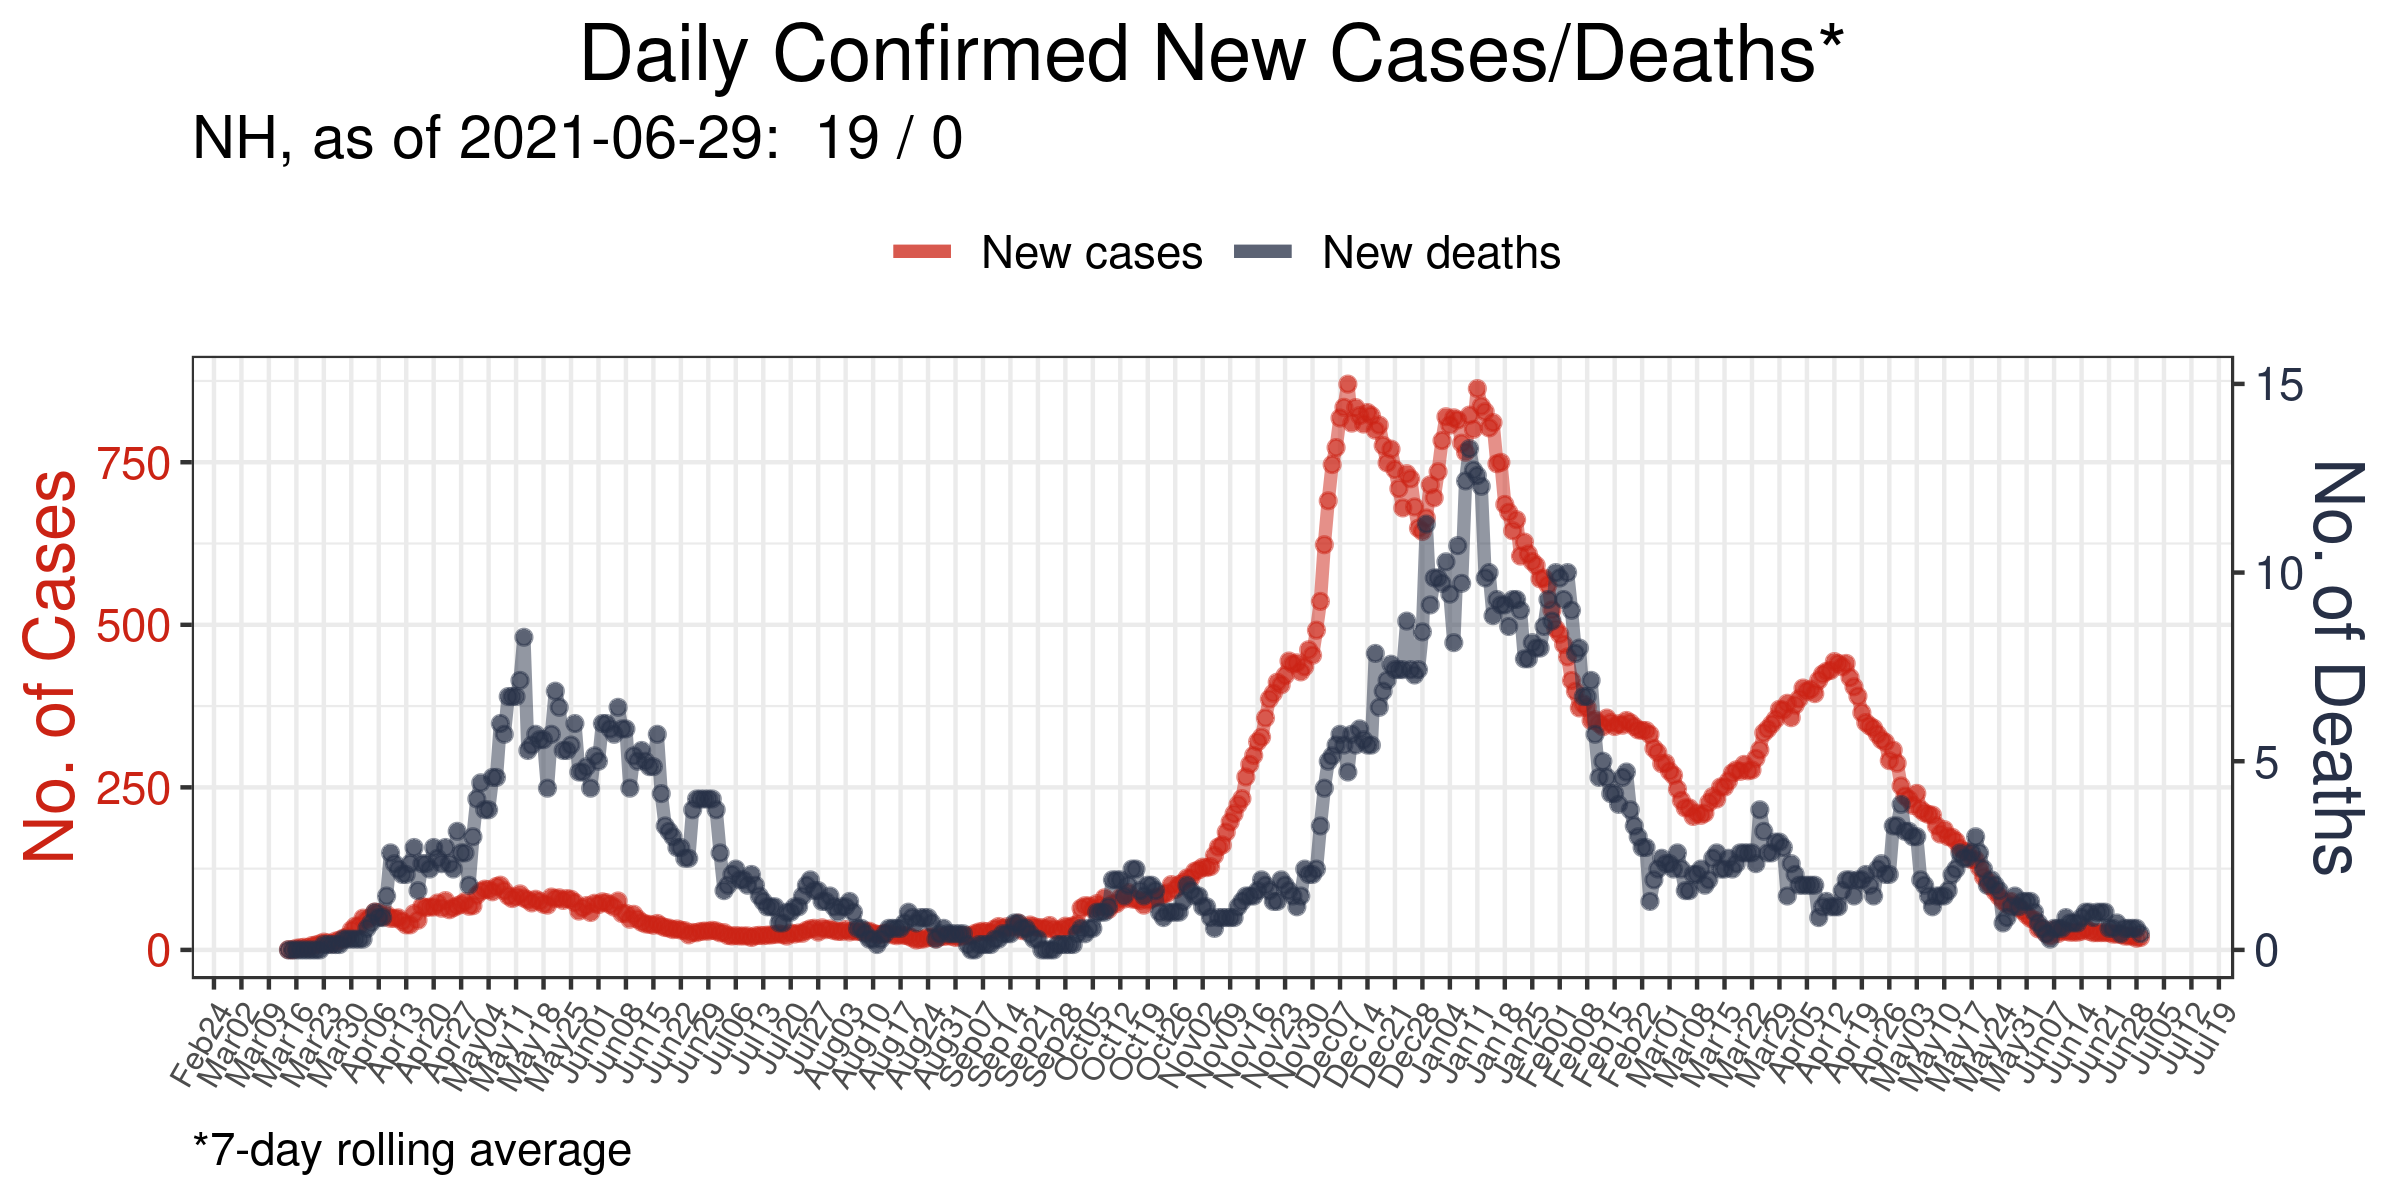 Daily Confirmed New Cases/Deaths*
NH, as of 2021-06-29:  19 / 0
New cases
New deaths
No. of Cases
750
500
250
0
15
10
5
0
No. of Deaths
Feb24
Mar02
Mar09
Mar16
Mar23
Mar30
Apr06
Apr13
Apr20
Apr27
May04
May11
May18
May25
Jun01
Jun08
Jun15
Jun22
Jun29
Jul06
Jul13
Jul20
Jul27
Aug03
Aug10
Aug17
Aug24
Aug31
Sep07
Sep14
Sep21
Sep28
Oct05
Oct12
Oct19
Oct26
Nov02
Nov09
Nov16
Nov23
Nov30
Dec07
Dec14
Dec21
Dec28
Jan04
Jan11
Jan18
Jan25
Feb01
Feb08
Feb15
Feb22
Mar01
Mar08
Mar15
Mar22
Mar29
Apr05
Apr12
Apr19
Apr26
May03
May10
May17
May24
May31
Jun07
Jun14
Jun21
Jun28
Jul05
Jul12
Jul19
*7-day rolling average